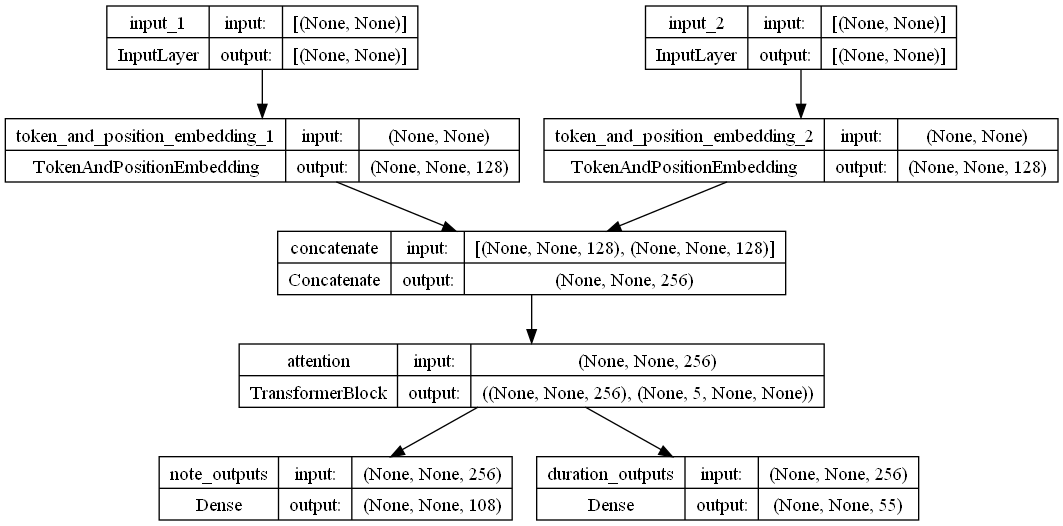 input_1 input: [(None, None)]
InputLayer output: [(None, None)]
input_2 input: [(None, None)]
InputLayer output: [(None, None)]
token_and_position_embedding_1 input: (None, None)
TokenAndPositionEmbedding output: (None, None, 128)
token_and_position_embedding_2 input: (None, None)
TokenAndPositionEmbedding output: (None, None, 128)
concatenate input: [(None, None, 128), (None, None, 128)]
Concatenate output: (None, None, 256)
attention input: (None, None, 256)
TransformerBlock output: ((None, None, 256), (None, 5, None, None))
note_outputs input: (None, None, 256)
Dense output: (None, None, 108)
duration_outputs input: (None, None, 256)
Dense output: (None, None, 55)